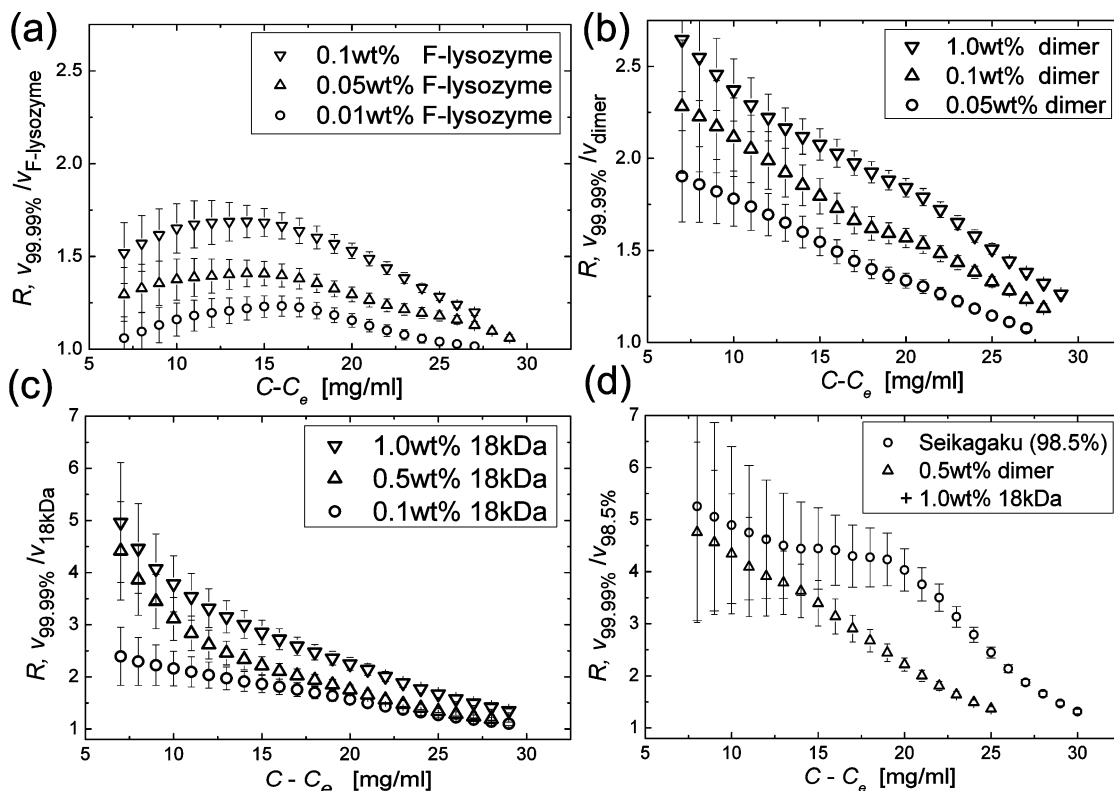 (a)
0.1wt% F-lysozyme
0.05wt% F-lysozyme
0.01wt% F-lysozyme
R, v99.99% /vF-lysozyme
2.5
2.0
1.5
1.0
5 10 15 20 25 30
C-Ce [mg/ml]
(b)
1.0wt% dimer
0.1wt% dimer
0.05wt% dimer
R, v99.99% /vdimer
2.5
2.0
1.5
1.0
5 10 15 20 25 30
C-Ce [mg/ml]
(c)
1.0wt% 18kDa
0.5wt% 18kDa
0.1wt% 18kDa
R, v99.99% /v18kDa
7
6
5
4
3
2
1
5 10 15 20 25 30
C - Ce [mg/ml]
(d)
Seikagaku (98.5%)
0.5wt% dimer
+ 1.0wt% 18kDa
R, v99.99% /v98.5%
7
6
5
4
3
2
1
5 10 15 20 25 30
C - Ce [mg/ml]